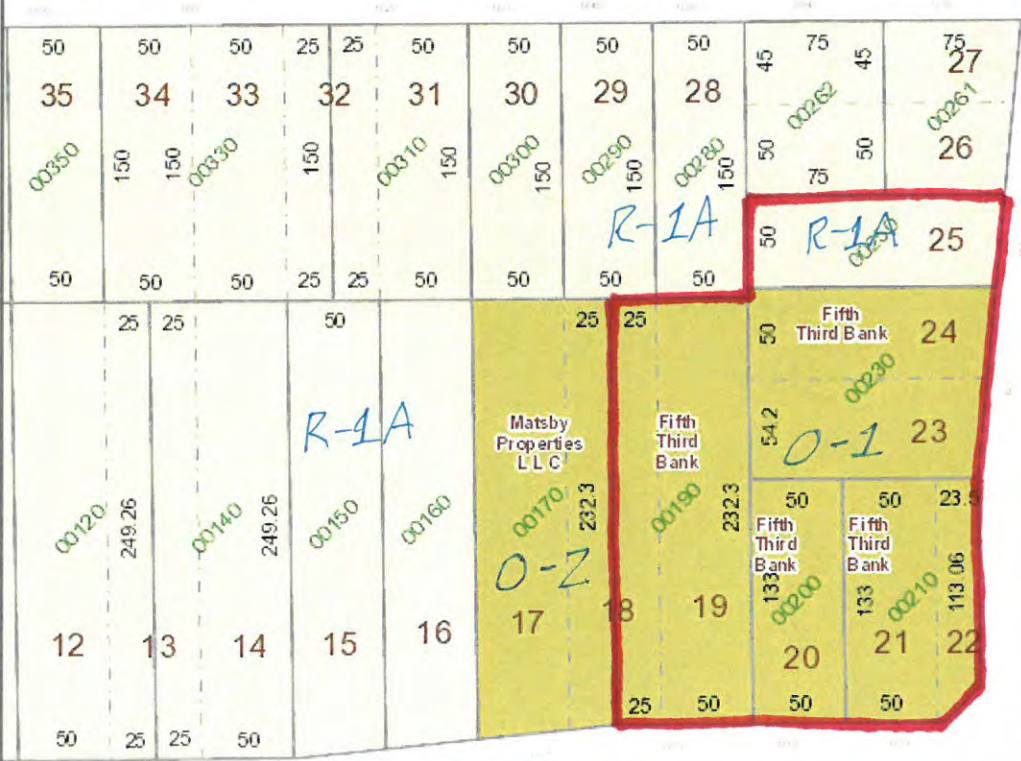 50 50 50 25 25 50 50 50 50 75 75
45 45
35 34 33 32 31 30 29 28 27
00262 00261
00350 00330 00310 00300 00290 00280
150 150 150 150 150 150 150
50 50 26
75
R-1A R-1A
50 00250 25
50 50 50 25 25 50 50 50 50
25 25 50 25 25
Fifth
Third Bank
50 24
00230
R-1A
Matsby
Properties
L L C
Fifth
Third
Bank
54.2 O-1 23
00120 249.26 00140 249.26 00150 00160 00170 232.3 00190 232.3
50 50 23.5
Fifth
Third
Bank
Fifth
Third
Bank
O-2
133 00200 133 00210 113.06
12 13 14 15 16 17 18 19 20 21 22
25 50 50 50
50 25 25 50